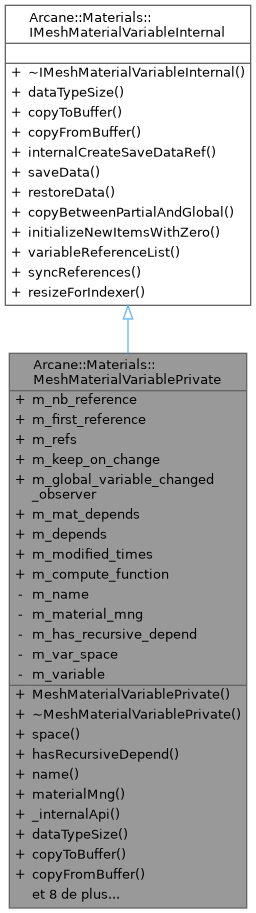 Arcane::Materials::
IMeshMaterialVariableInternal
+ ~IMeshMaterialVariableInternal()
+ dataTypeSize()
+ copyToBuffer()
+ copyFromBuffer()
+ internalCreateSaveDataRef()
+ saveData()
+ restoreData()
+ copyBetweenPartialAndGlobal()
+ initializeNewItemsWithZero()
+ variableReferenceList()
+ syncReferences()
+ resizeForIndexer()
Arcane::Materials::
MeshMaterialVariablePrivate
+ m_nb_reference
+ m_first_reference
+ m_refs
+ m_keep_on_change
+ m_global_variable_changed
_observer
+ m_mat_depends
+ m_depends
+ m_modified_times
+ m_compute_function
- m_name
- m_material_mng
- m_has_recursive_depend
- m_var_space
- m_variable
+ MeshMaterialVariablePrivate()
+ ~MeshMaterialVariablePrivate()
+ space()
+ hasRecursiveDepend()
+ name()
+ materialMng()
+ _internalApi()
+ dataTypeSize()
+ copyToBuffer()
+ copyFromBuffer()
et 8 de plus...